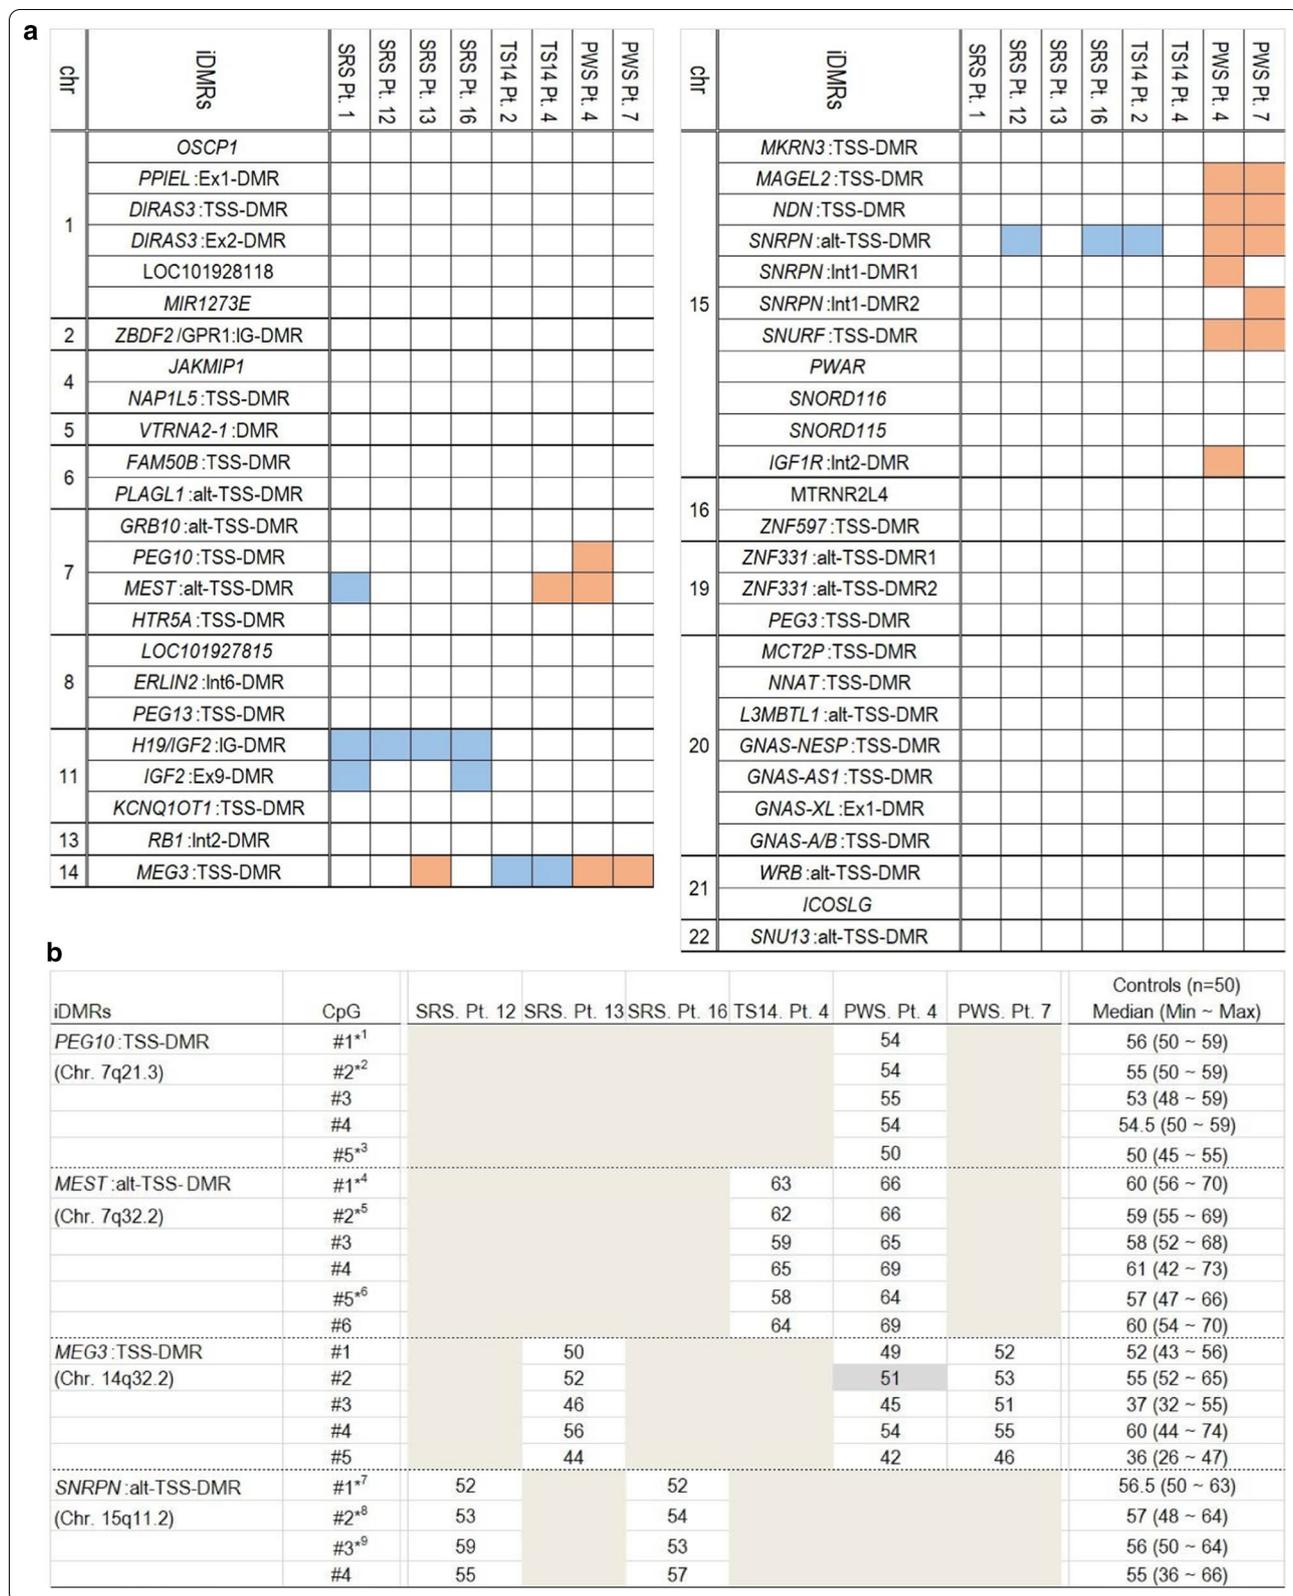 a
chr iDMRs SRS Pt. 1 SRS Pt. 12 SRS Pt. 13 SRS Pt. 16 TS14 Pt. 2 TS14 Pt. 4 PWS Pt. 4 PWS Pt. 7
1
OSCP1
PPIEL:Ex1-DMR
DIRAS3:TSS-DMR
DIRAS3:Ex2-DMR
LOC101928118
MIR1273E
2 ZBDF2/GPR1:IG-DMR
4
JAKMIP1
NAP1L5:TSS-DMR
5 VTRNA2-1:DMR
6
FAM50B:TSS-DMR
PLAGL1:alt-TSS-DMR
7
GRB10:alt-TSS-DMR
PEG10:TSS-DMR
MEST:alt-TSS-DMR
HTR5A:TSS-DMR
8
LOC101927815
ERLIN2:Int6-DMR
PEG13:TSS-DMR
11
H19/IGF2:IG-DMR
IGF2:Ex9-DMR
KCNQ1OT1:TSS-DMR
13 RB1:Int2-DMR
14 MEG3:TSS-DMR
chr iDMRs SRS Pt. 1 SRS Pt. 12 SRS Pt. 13 SRS Pt. 16 TS14 Pt. 2 TS14 Pt. 4 PWS Pt. 4 PWS Pt. 7
15
MKRN3:TSS-DMR
MAGEL2:TSS-DMR
NDN:TSS-DMR
SNRPN:alt-TSS-DMR
SNRPN:Int1-DMR1
SNRPN:Int1-DMR2
SNURF:TSS-DMR
PWAR
SNORD116
SNORD115
IGF1R:Int2-DMR
16
MTRNR2L4
ZNF597:TSS-DMR
19
ZNF331:alt-TSS-DMR1
ZNF331:alt-TSS-DMR2
PEG3:TSS-DMR
20
MCT2P:TSS-DMR
NNAT:TSS-DMR
L3MBTL1:alt-TSS-DMR
GNAS-NESP:TSS-DMR
GNAS-AS1:TSS-DMR
GNAS-XL:Ex1-DMR
GNAS-A/B:TSS-DMR
21
WRB:alt-TSS-DMR
ICOSLG
22 SNU13:alt-TSS-DMR
b
Controls (n=50)
iDMRs CpG SRS. Pt. 12 SRS. Pt. 13 SRS. Pt. 16 TS14. Pt. 4 PWS. Pt. 4 PWS. Pt. 7 Median (Min ~ Max)
PEG10:TSS-DMR #1*1 54 56 (50 ~ 59)
(Chr. 7q21.3) #2*2 54 55 (50 ~ 59)
#3 55 53 (48 ~ 59)
#4 54 54.5 (50 ~ 59)
#5*3 50 50 (45 ~ 55)
MEST:alt-TSS-DMR #1*4 63 66 60 (56 ~ 70)
(Chr. 7q32.2) #2*5 62 66 59 (55 ~ 69)
#3 59 65 58 (52 ~ 68)
#4 65 69 61 (42 ~ 73)
#5*6 58 64 57 (47 ~ 66)
#6 64 69 60 (54 ~ 70)
MEG3:TSS-DMR #1 50 49 52 52 (43 ~ 56)
(Chr. 14q32.2) #2 52 51 53 55 (52 ~ 65)
#3 46 45 51 37 (32 ~ 55)
#4 56 54 55 60 (44 ~ 74)
#5 44 42 46 36 (26 ~ 47)
SNRPN:alt-TSS-DMR #1*7 52 52 56.5 (50 ~ 63)
(Chr. 15q11.2) #2*8 53 54 57 (48 ~ 64)
#3*9 59 53 56 (50 ~ 64)
#4 55 57 55 (36 ~ 66)